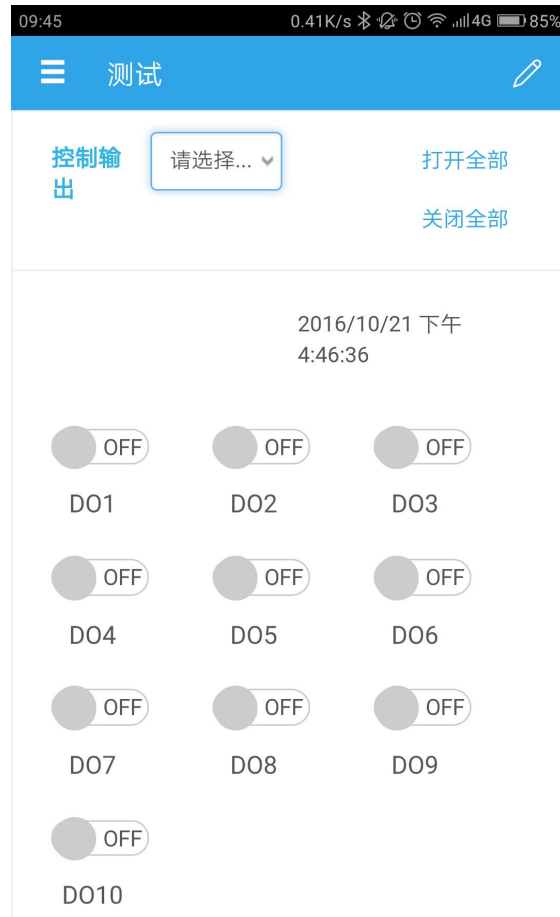 09:45 0.41K/s 4G 85%
测试
控制输出 请选择... 打开全部
关闭全部
2016/10/21 下午
4:46:36
OFF OFF OFF
DO1 DO2 DO3
OFF OFF OFF
DO4 DO5 DO6
OFF OFF OFF
DO7 DO8 DO9
OFF
DO10